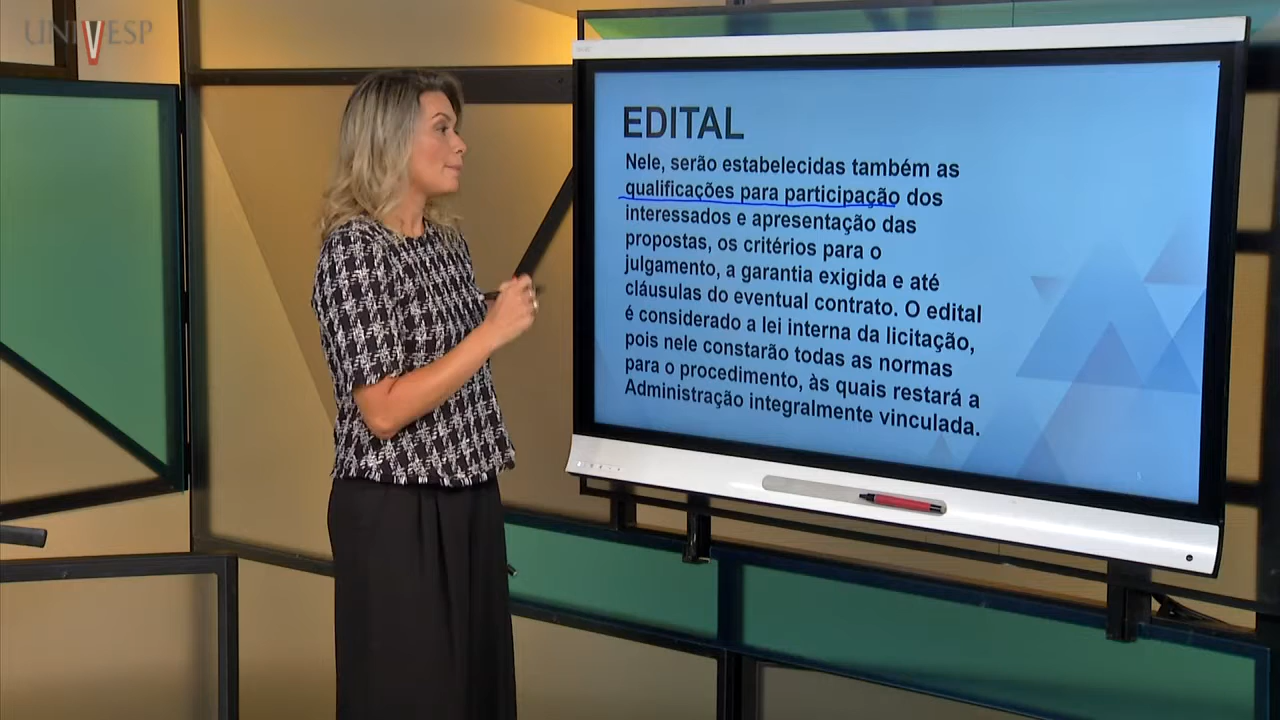 UNIVESP
EDITAL
Nele, serão estabelecidas também as
qualificações para participação dos
interessados e apresentação das
propostas, os critérios para o
julgamento, a garantia exigida e até
cláusulas do eventual contrato. O edital
é considerado a lei interna da licitação,
pois nele constarão todas as normas
para o procedimento, às quais restará a
Administração integralmente vinculada.